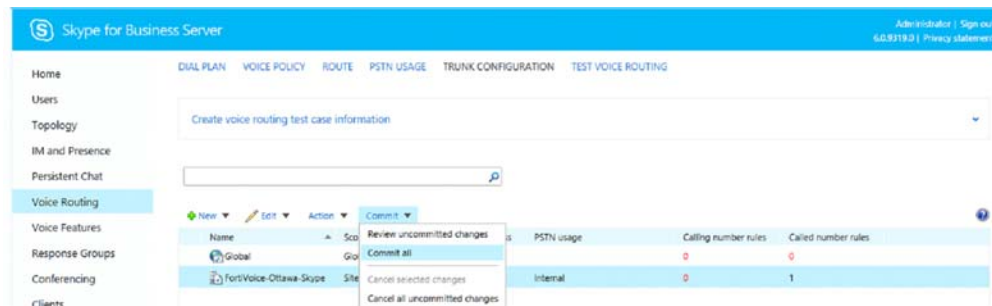 Skype for Business Server
Administrator | Sign out
6.0.9319.0 | Privacy statement
Home
DIAL PLAN VOICE POLICY ROUTE PSTN USAGE TRUNK CONFIGURATION TEST VOICE ROUTING
Users
Topology
Create voice routing test case information
IM and Presence
Persistent Chat
Voice Routing
New Edit Action Commit
Voice Features
Name Sco Review uncommitted changes PSTN usage Calling number rules Called number rules
Response Groups
Global Glo Commit all 0 0
Conferencing
FortiVoice-Ottawa-Skype Site Cancel selected changes Internal 0 1
Clients
Cancel all uncommitted changes